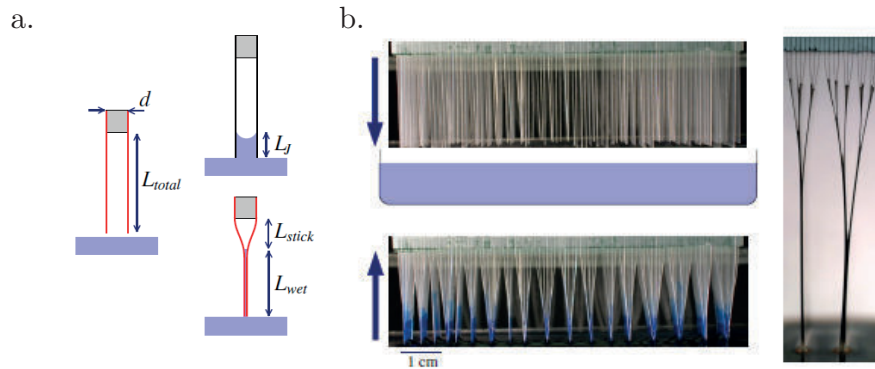 a.
b.
d
L_total
L_J
L_stick
L_wet
1 cm